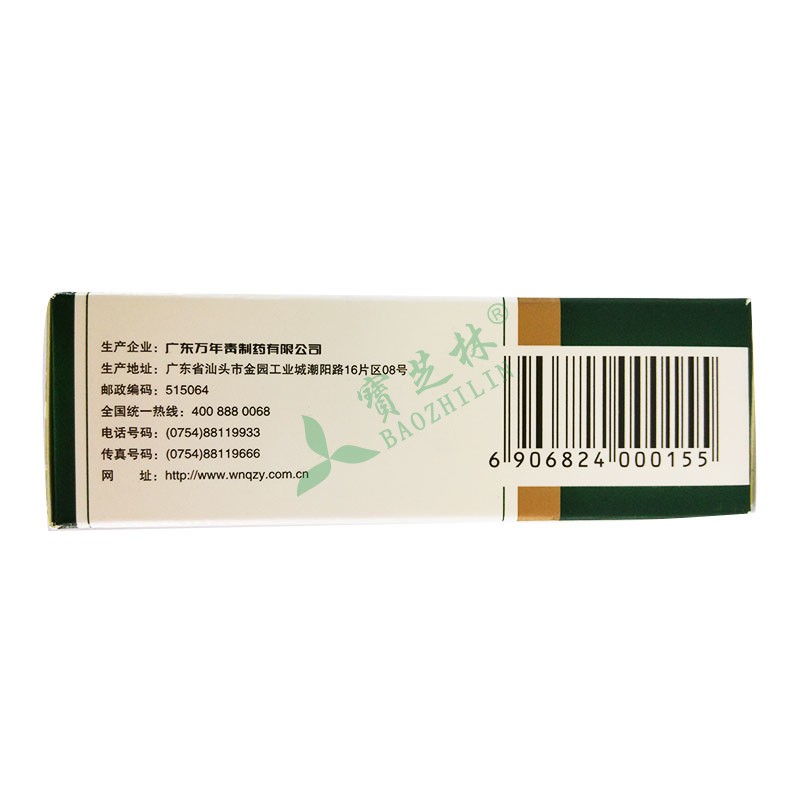 生产企业：广东万年青制药有限公司
生产地址：广东省汕头市金园工业城潮阳路16片区08号
邮政编码：515064
全国统一热线：400 888 0068
电话号码：(0754)88119933
传真号码：(0754)88119666
网　　址：http://www.wnqzy.com.cn
寶芝林®
BAOZHILIN
6 906824 000155